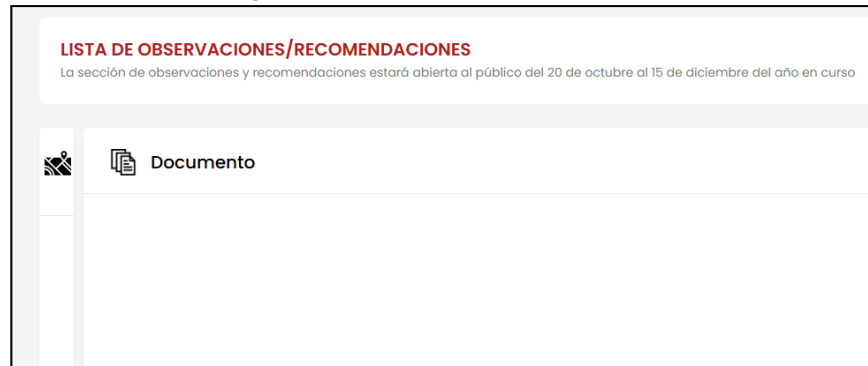 LISTA DE OBSERVACIONES/RECOMENDACIONES
La sección de observaciones y recomendaciones estará abierta al público del 20 de octubre al 15 de diciembre del año en curso
Documento